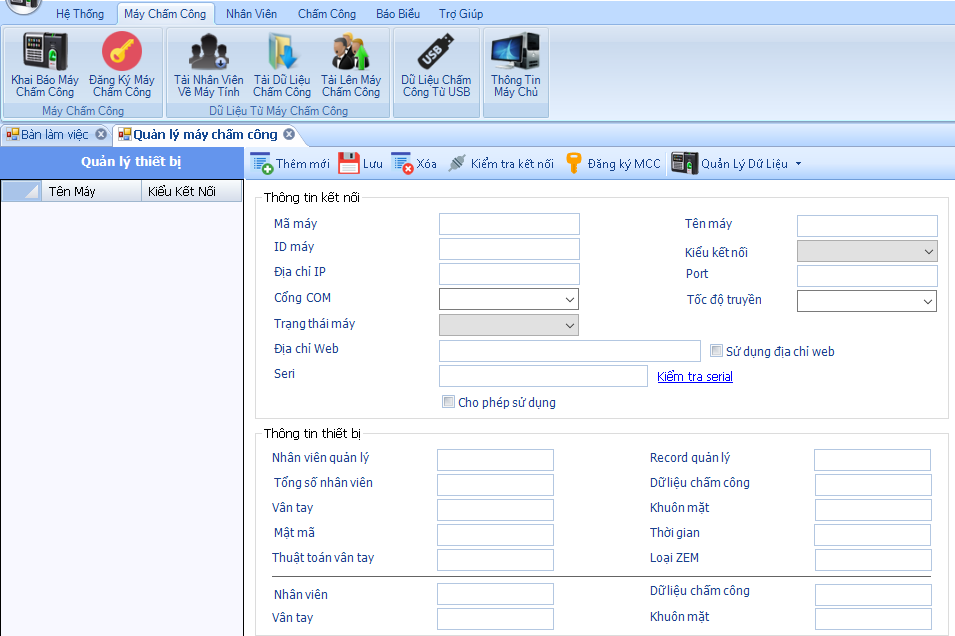 Hệ Thống Máy Chấm Công Nhân Viên Chấm Công Báo Biểu Trợ Giúp
Khai Báo Máy Chấm Công
Đăng Ký Máy Chấm Công
Tải Nhân Viên Về Máy Tính
Tải Dữ Liệu Chấm Công
Tải Lên Máy Chấm Công
Dữ Liệu Chấm Công Từ USB
Thông Tin Máy Chủ
Máy Chấm Công
Dữ Liệu Từ Máy Chấm Công
Bàn làm việc Quản lý máy chấm công
Quản lý thiết bị
Thêm mới Lưu Xóa Kiểm tra kết nối Đăng ký MCC Quản Lý Dữ Liệu
Tên Máy Kiểu Kết Nối
Thông tin kết nối
Mã máy Tên máy
ID máy Kiểu kết nối
Địa chỉ IP Port
Cổng COM Tốc độ truyền
Trạng thái máy
Địa chỉ Web Sử dụng địa chỉ web
Seri Kiểm tra serial
Cho phép sử dụng
Thông tin thiết bị
Nhân viên quản lý Record quản lý
Tổng số nhân viên Dữ liệu chấm công
Vân tay Khuôn mặt
Mật mã Thời gian
Thuật toán vân tay Loại ZEM
Nhân viên Dữ liệu chấm công
Vân tay Khuôn mặt
USB